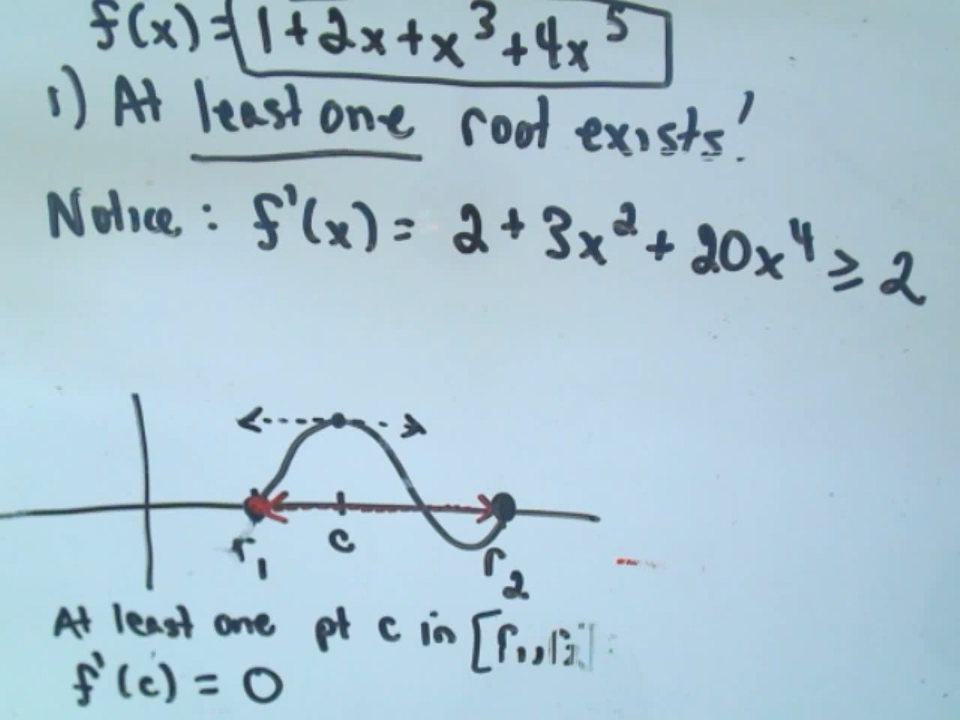 f(x) = 1 + 2x + x³ + 4x⁵
1) At least one root exists!
Notice : f'(x) = 2 + 3x² + 20x⁴ ≥ 2
r₁ c r₂
At least one pt c in [r₁,r₂]
f'(c) = 0